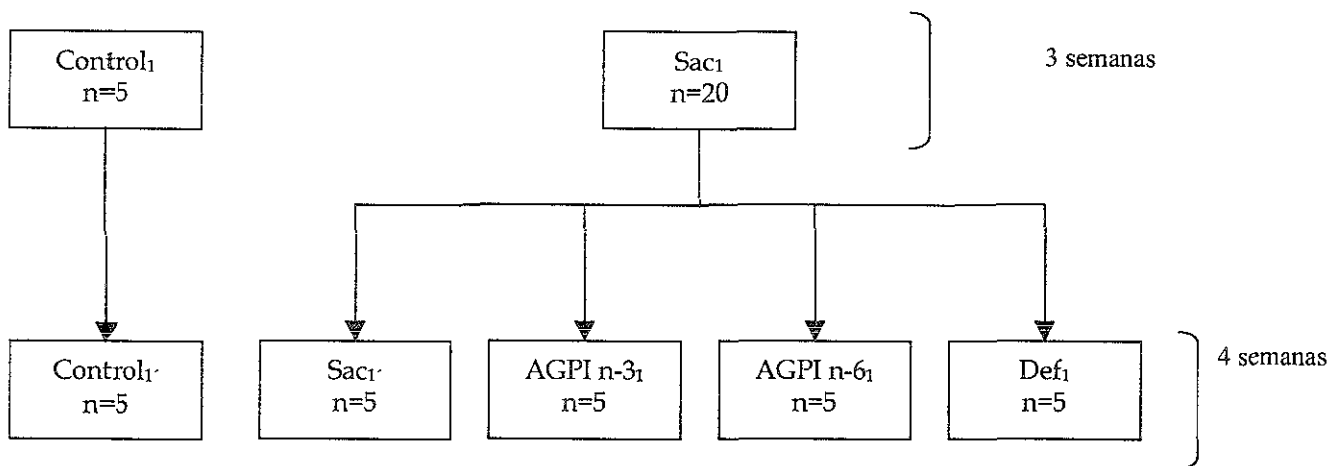 Control₁
n=5
Sac₁
n=20
3 semanas
Control₁´
n=5
Sac₁´
n=5
AGPI n-3₁
n=5
AGPI n-6₁
n=5
Def₁
n=5
4 semanas